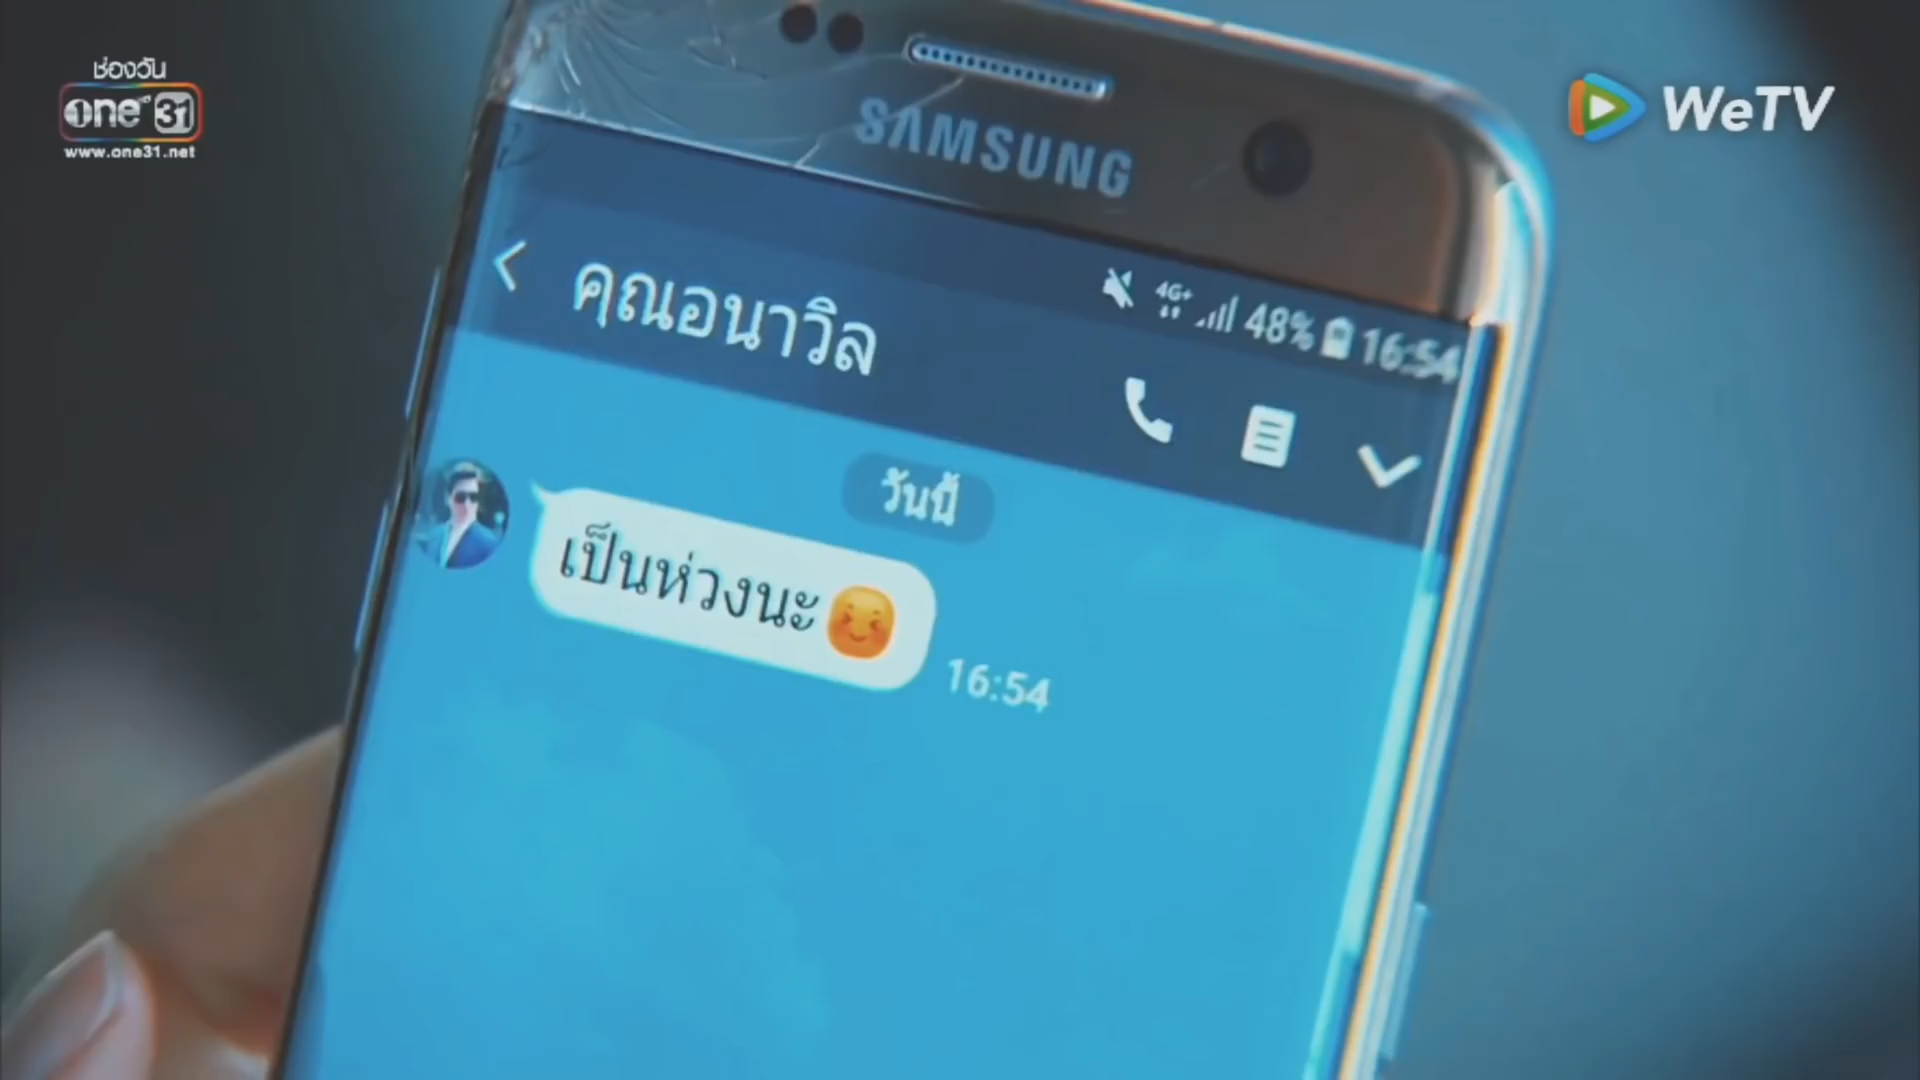 ช่องวัน
one 31
www.one31.net
WeTV
SAMSUNG
4G+ 48% 16:54
คุณอนาวิล
วันนี้
เป็นห่วงนะ
16:54